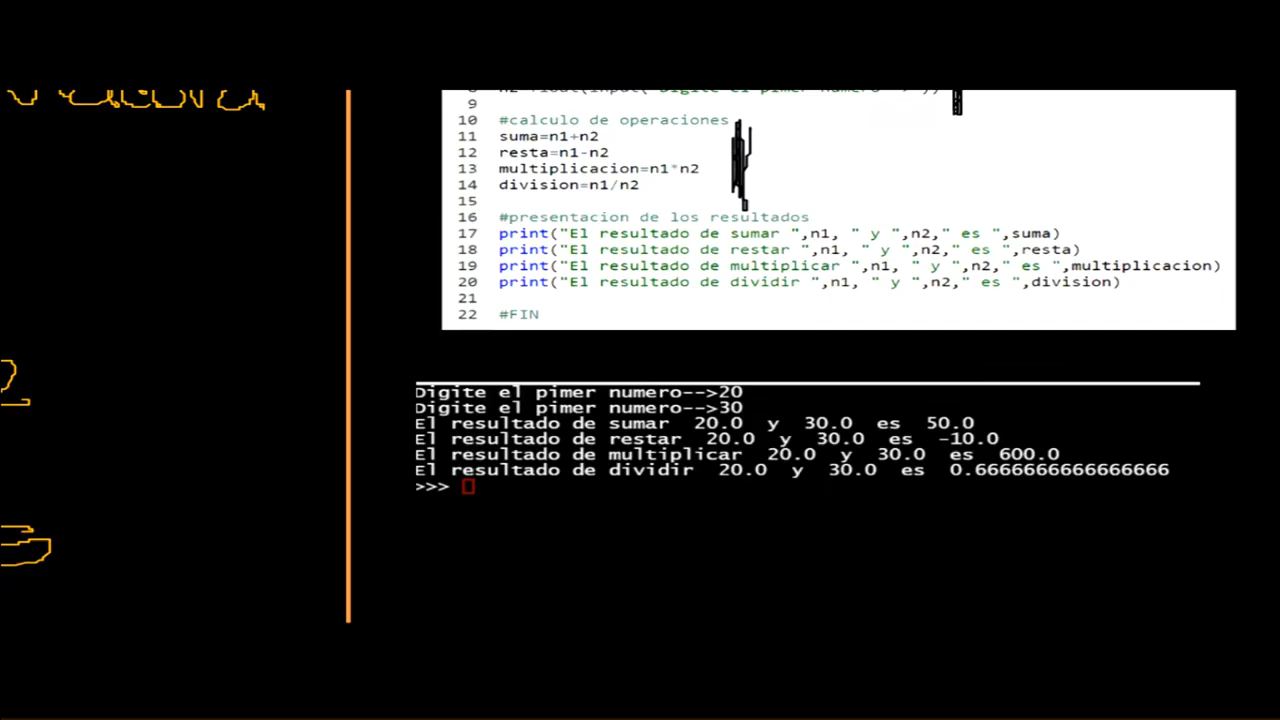 9
10 #calculo de operaciones
11 suma=n1+n2
12 resta=n1-n2
13 multiplicacion=n1*n2
14 division=n1/n2
15
16 #presentacion de los resultados
17 print("El resultado de sumar ",n1, " y ",n2," es ",suma)
18 print("El resultado de restar ",n1, " y ",n2," es ",resta)
19 print("El resultado de multiplicar ",n1, " y ",n2," es ",multiplicacion)
20 print("El resultado de dividir ",n1, " y ",n2," es ",division)
21
22 #FIN
Digite el pimer numero-->20
Digite el pimer numero-->30
El resultado de sumar 20.0 y 30.0 es 50.0
El resultado de restar 20.0 y 30.0 es -10.0
El resultado de multiplicar 20.0 y 30.0 es 600.0
El resultado de dividir 20.0 y 30.0 es 0.6666666666666666
>>>